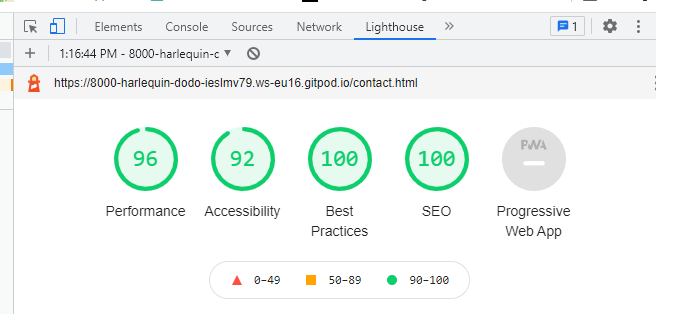 Elements Console Sources Network Lighthouse » 1
+ 1:16:44 PM - 8000-harlequin-c
https://8000-harlequin-dodo-ieslmv79.ws-eu16.gitpod.io/contact.html
96 92 100 100 PWA
Performance Accessibility Best Practices SEO Progressive Web App
0–49 50–89 90–100